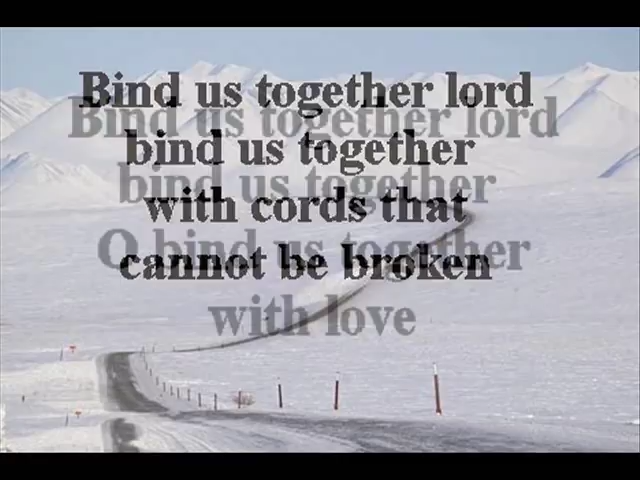 Bind us together lord
bind us together
with cords that
cannot be broken
Bind us together lord
bind us together
O bind us together
with love